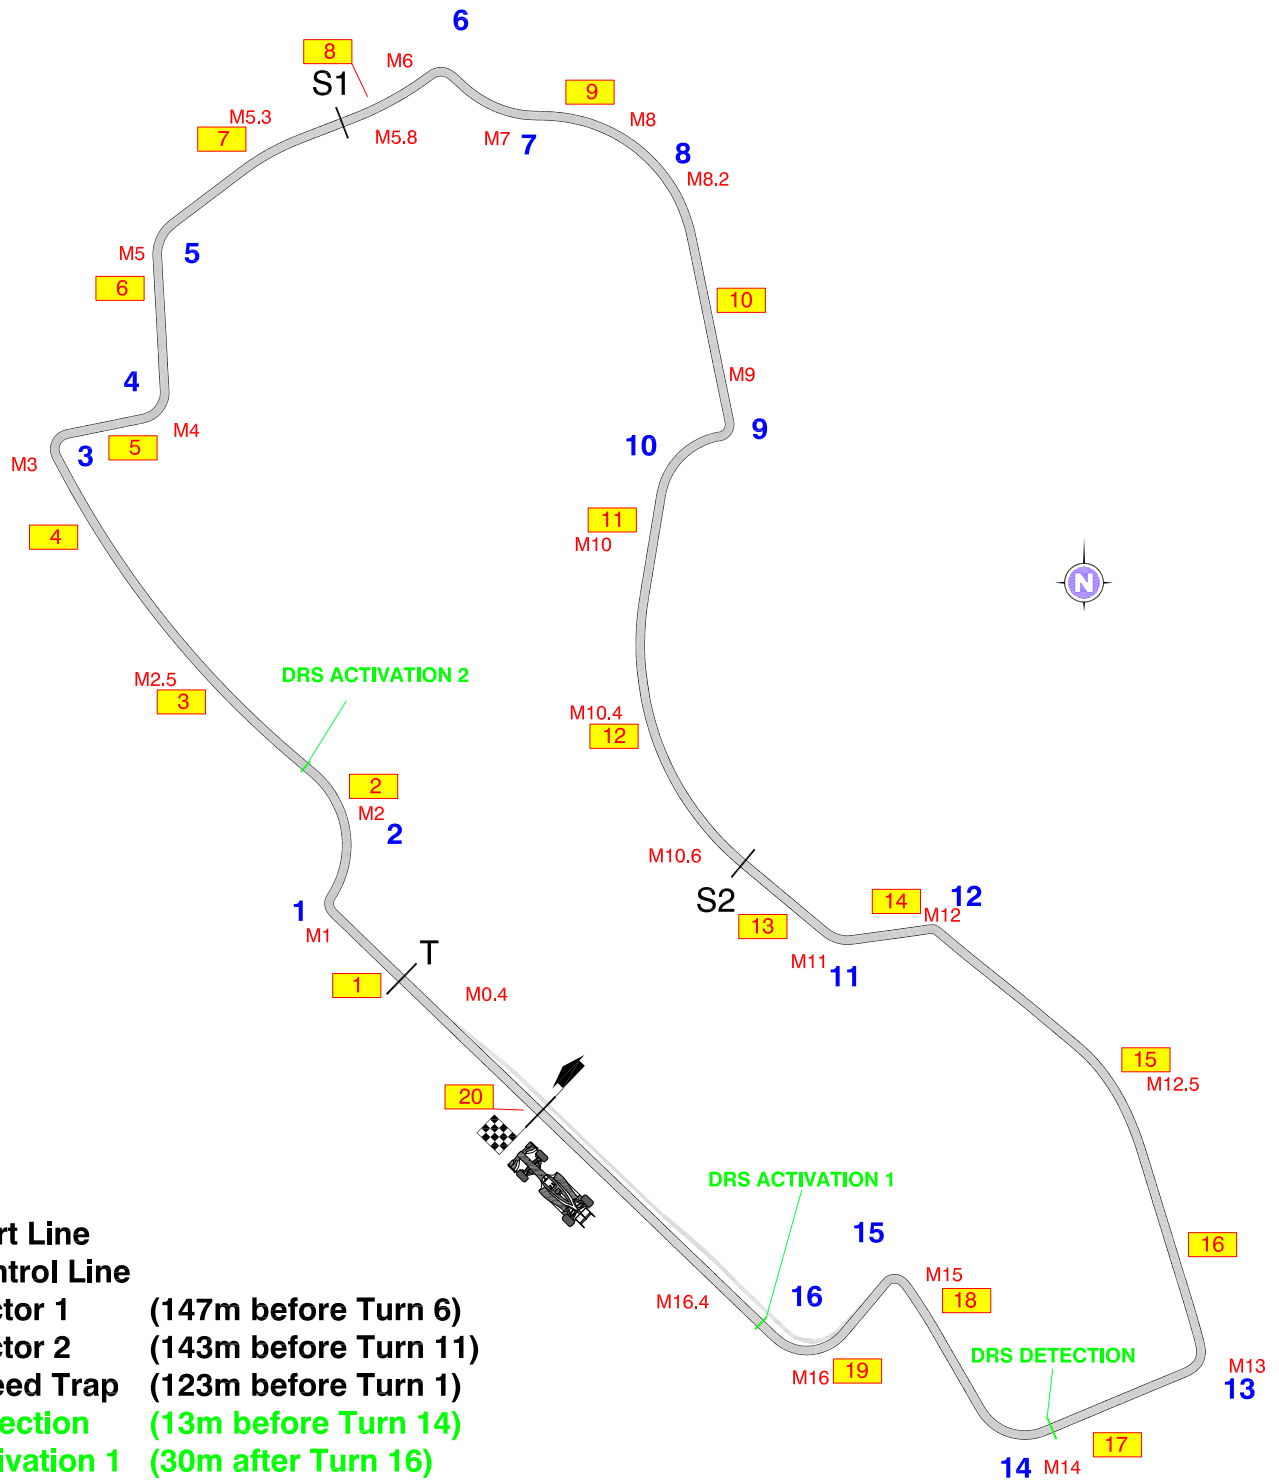 6
8
M6
S1
9
M5.3
M8
7
M5.8
M7
7
8
M8.2
5
M5
6
10
4
M9
M4
9
3
5
10
M3
11
4
M10
N
DRS ACTIVATION 2
M2.5
3
M10.4
12
2
M2
2
M10.6
S2
14
12
M12
1
13
M1
T
M11
11
1
M0.4
15
M12.5
20
DRS ACTIVATION 1
15
16
M15
16
M16.4
18
DRS DETECTION
M16
19
M13
13
17
14
M14
rt Line
ntrol Line
ctor 1 (147m before Turn 6)
ctor 2 (143m before Turn 11)
eed Trap (123m before Turn 1)
ection (13m before Turn 14)
ivation 1 (30m after Turn 16)